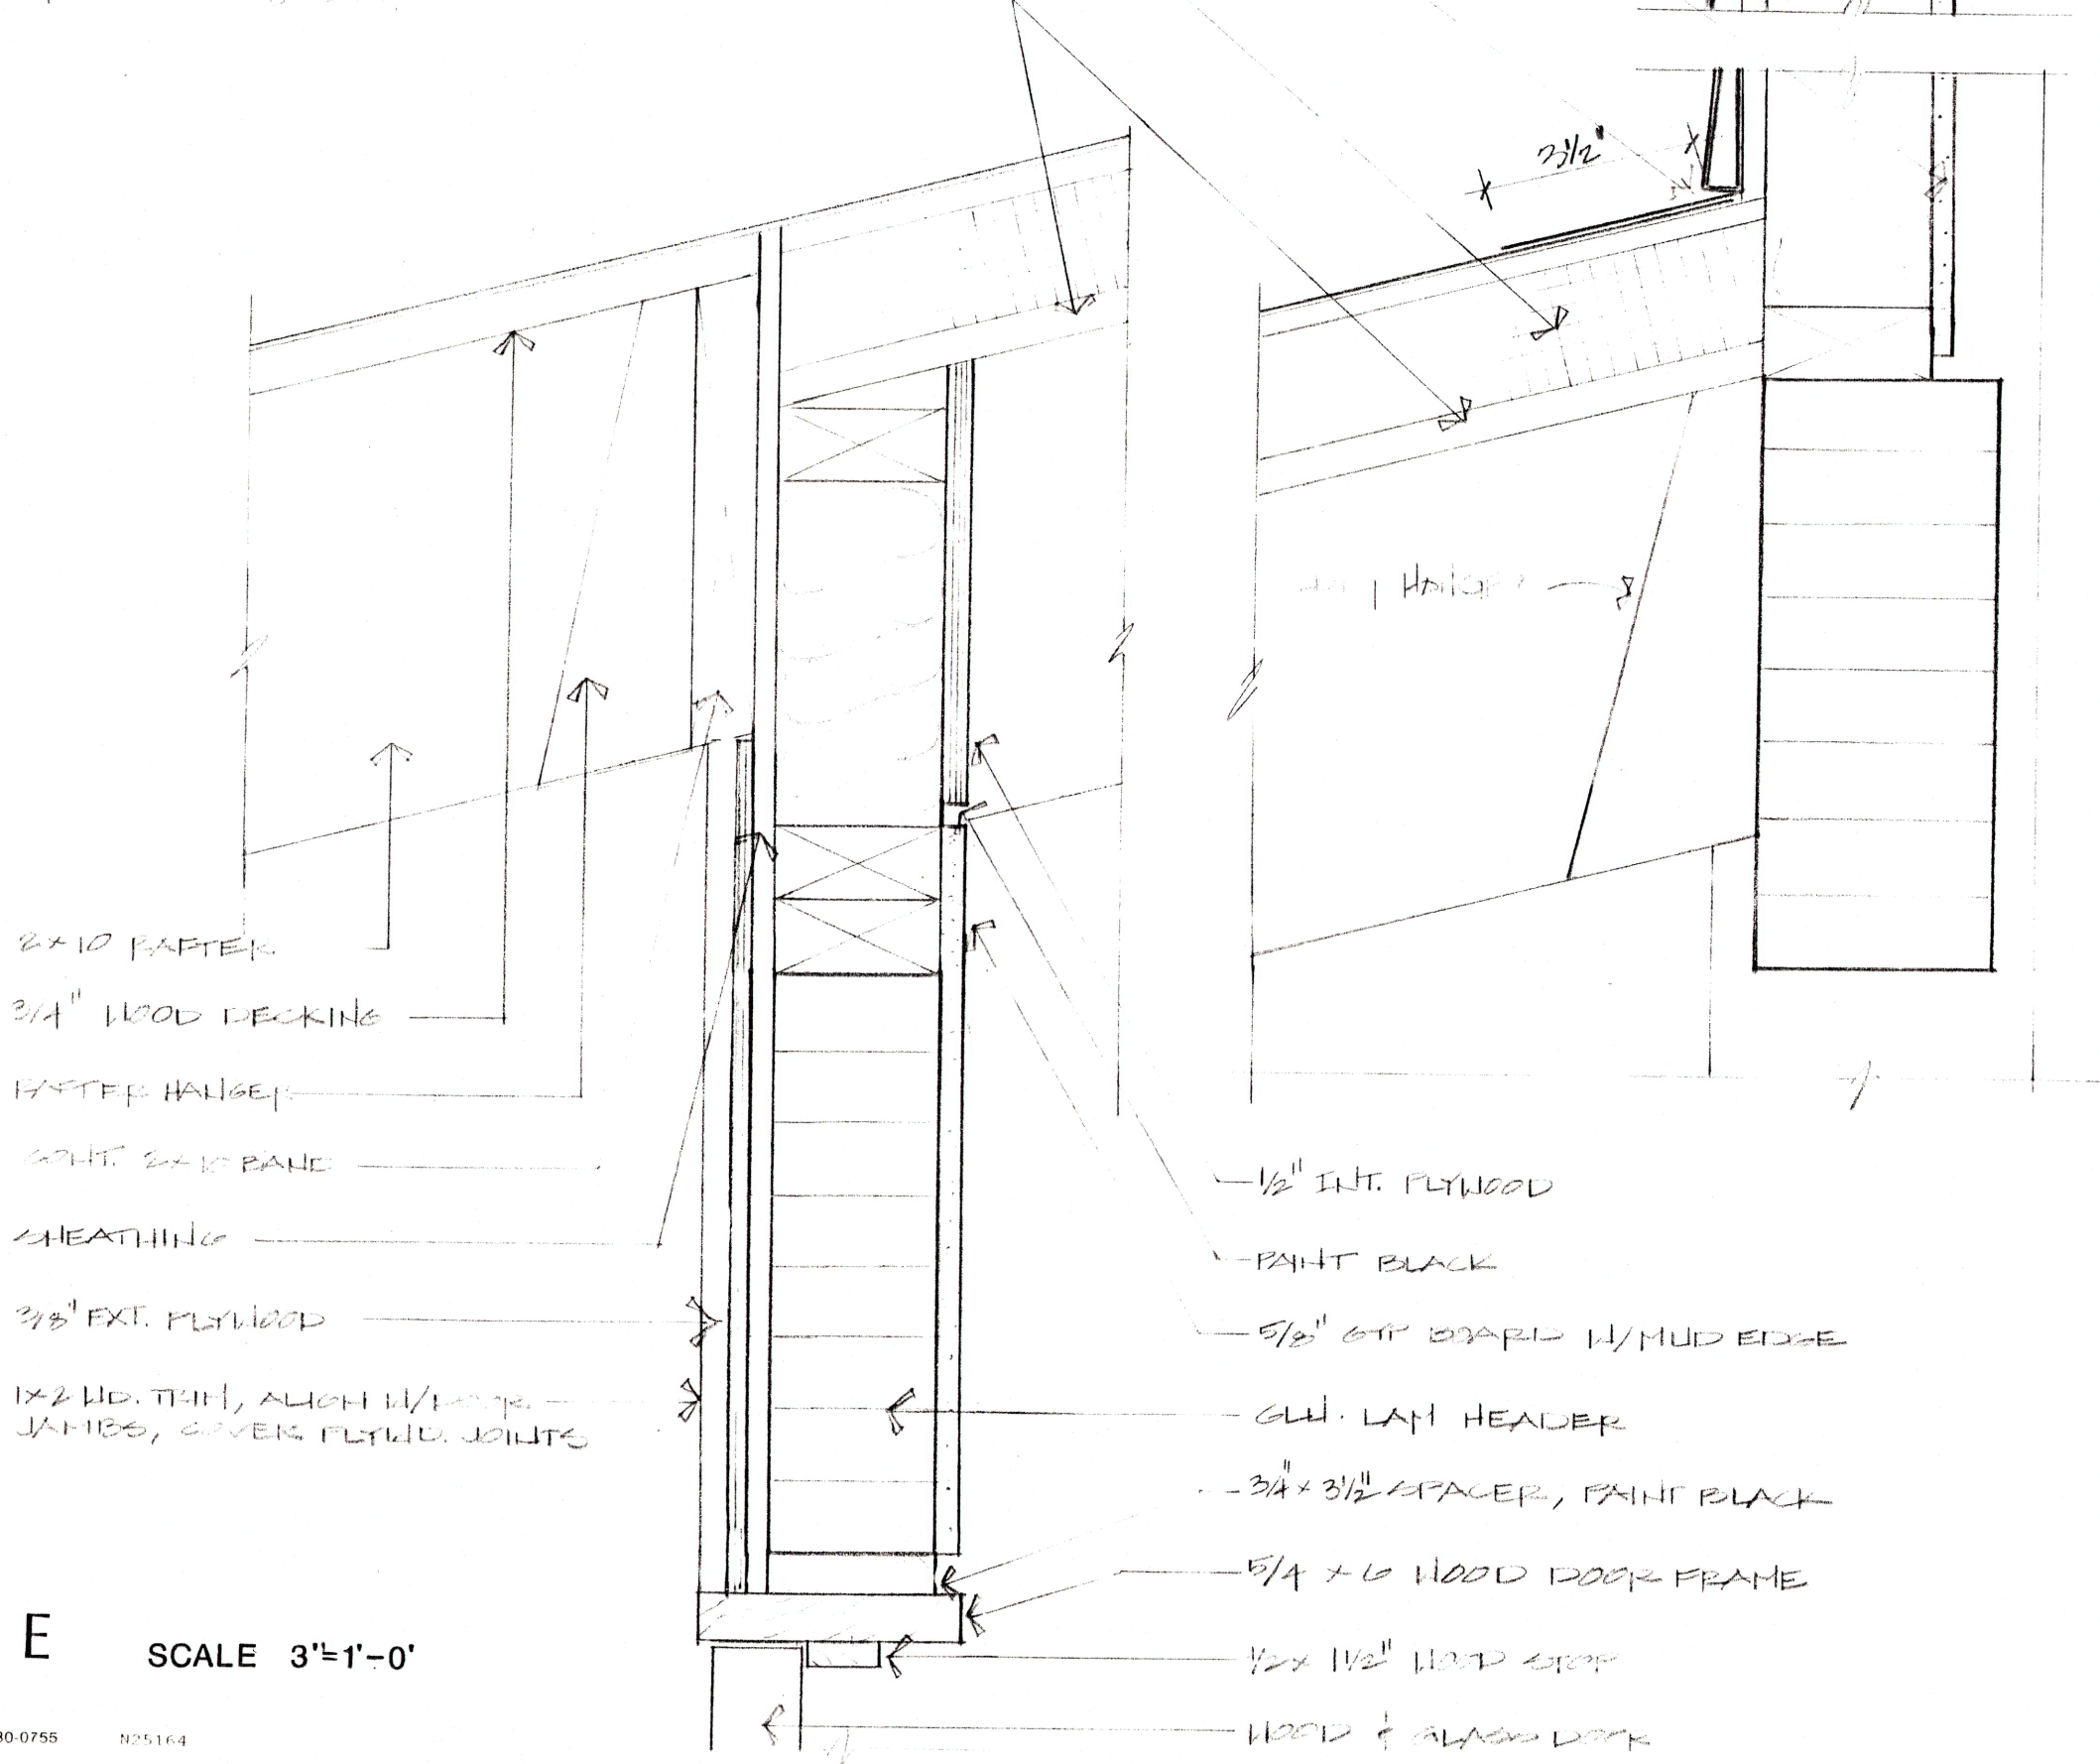 3½"
HANGER
2×10 RAFTER
3/4" WOOD DECKING
RAFTER HANGER
CONT. 2×10 BAND
SHEATHING
3/8" EXT. PLYWOOD
1×2 WD. TRIM, ALIGN W/DOOR
JAMBS, COVER PLYWD. JOINTS
1/2" INT. PLYWOOD
PAINT BLACK
5/8" GYP BOARD W/MUD EDGE
GLU. LAM HEADER
3/4" × 3½" SPACER, PAINT BLACK
5/4 × 6 WOOD DOOR FRAME
1/2 × 1½" WOOD STOP
WOOD & GLASS DOOR
E SCALE 3"=1'-0'
30-0755 N25164